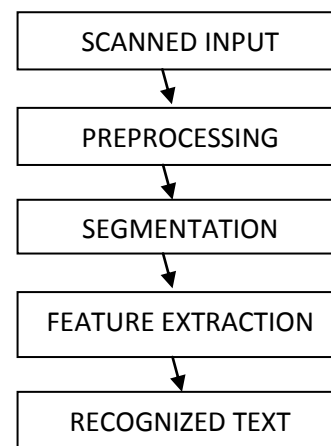 SCANNED INPUT
PREPROCESSING
SEGMENTATION
FEATURE EXTRACTION
RECOGNIZED TEXT